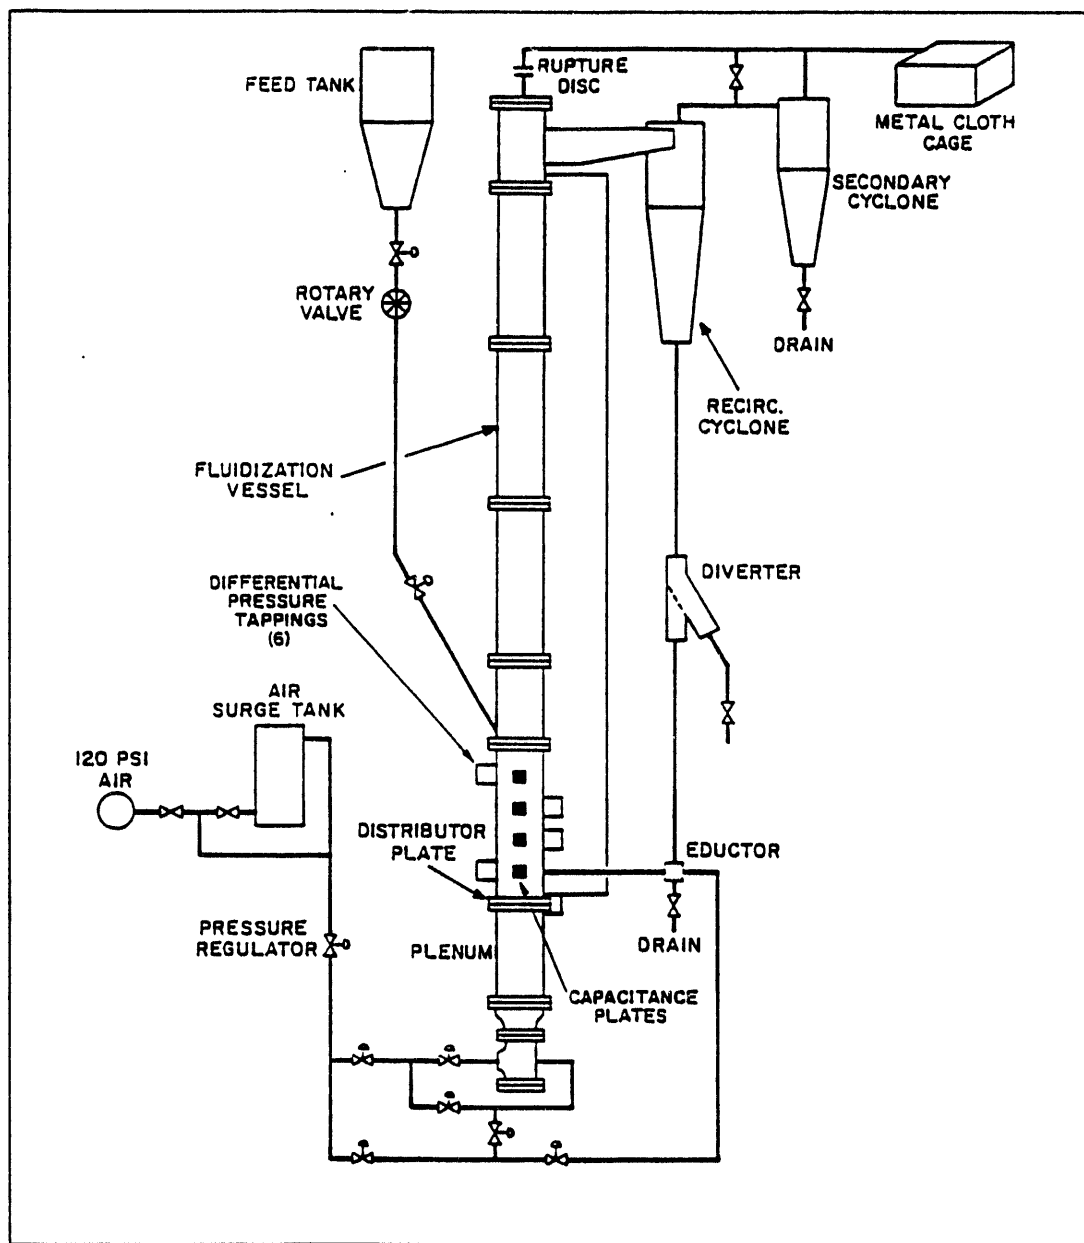 FEED TANK
RUPTURE
DISC
METAL CLOTH
CAGE
SECONDARY
CYCLONE
ROTARY
VALVE
DRAIN
RECIRC.
CYCLONE
FLUIDIZATION
VESSEL
DIVERTER
DIFFERENTIAL
PRESSURE
TAPPINGS
(6)
AIR
SURGE TANK
120 PSI
AIR
DISTRIBUTOR
PLATE
EDUCTOR
PRESSURE
REGULATOR
PLENUM
DRAIN
CAPACITANCE
PLATES